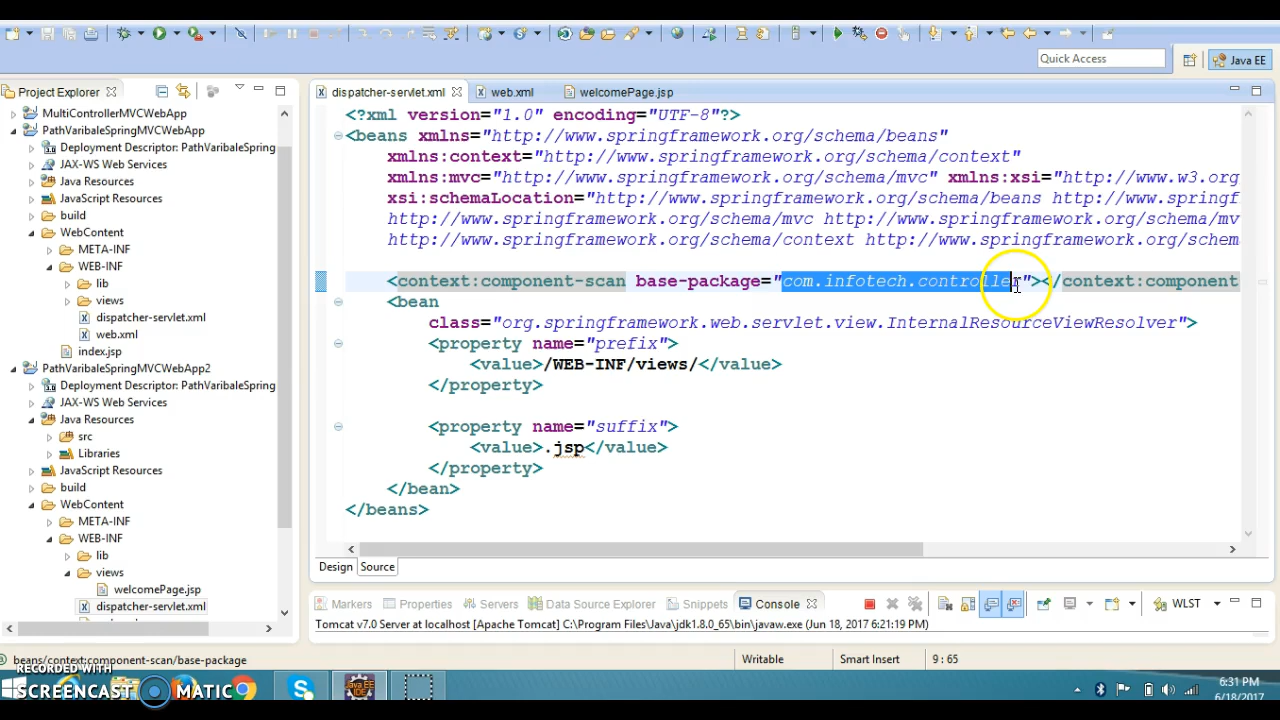 Quick Access
Java EE
Project Explorer
MultiControllerMVCWebApp
PathVaribaleSpringMVCWebApp
Deployment Descriptor: PathVaribaleSpring
JAX-WS Web Services
Java Resources
JavaScript Resources
build
WebContent
META-INF
WEB-INF
lib
views
dispatcher-servlet.xml
web.xml
index.jsp
PathVaribaleSpringMVCWebApp2
Deployment Descriptor: PathVaribaleSpring
JAX-WS Web Services
Java Resources
src
Libraries
JavaScript Resources
build
WebContent
META-INF
WEB-INF
lib
views
welcomePage.jsp
dispatcher-servlet.xml
dispatcher-servlet.xml
web.xml
welcomePage.jsp
<?xml version="1.0" encoding="UTF-8"?>
<beans xmlns="http://www.springframework.org/schema/beans"
xmlns:context="http://www.springframework.org/schema/context"
xmlns:mvc="http://www.springframework.org/schema/mvc" xmlns:xsi="http://www.w3.org
xsi:schemaLocation="http://www.springframework.org/schema/beans http://www.spring
http://www.springframework.org/schema/mvc http://www.springframework.org/schema/mv
http://www.springframework.org/schema/context http://www.springframework.org/schem
<context:component-scan base-package="com.infotech.controller"></context:component
<bean
class="org.springframework.web.servlet.view.InternalResourceViewResolver">
<property name="prefix">
<value>/WEB-INF/views/</value>
</property>
<property name="suffix">
<value>.jsp</value>
</property>
</bean>
</beans>
Design
Source
Markers
Properties
Servers
Data Source Explorer
Snippets
Console
WLST
Tomcat v7.0 Server at localhost [Apache Tomcat] C:\Program Files\Java\jdk1.8.0_65\bin\javaw.exe (Jun 18, 2017 6:21:19 PM)
beans/context:component-scan/base-package
Writable
Smart Insert
9 : 65
RECORDED WITH
SCREENCAST MATIC
Java EE
IDE
6:31 PM
6/18/2017